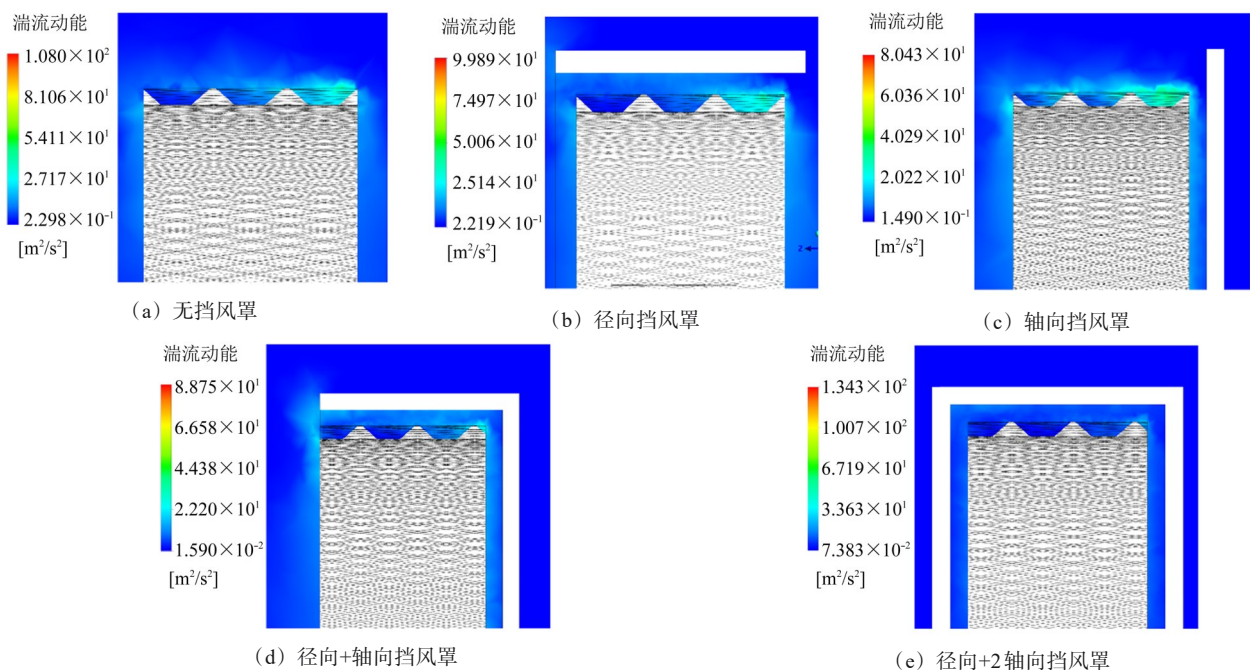 湍流动能
1.080×10²
8.106×10¹
5.411×10¹
2.717×10¹
2.298×10⁻¹
[m²/s²]
（a）无挡风罩
湍流动能
9.989×10¹
7.497×10¹
5.006×10¹
2.514×10¹
2.219×10⁻¹
[m²/s²]
z
（b）径向挡风罩
湍流动能
8.043×10¹
6.036×10¹
4.029×10¹
2.022×10¹
1.490×10⁻¹
[m²/s²]
（c）轴向挡风罩
湍流动能
8.875×10¹
6.658×10¹
4.438×10¹
2.220×10¹
1.590×10⁻²
[m²/s²]
（d）径向+轴向挡风罩
湍流动能
1.343×10²
1.007×10²
6.719×10¹
3.363×10¹
7.383×10⁻²
[m²/s²]
（e）径向+2轴向挡风罩